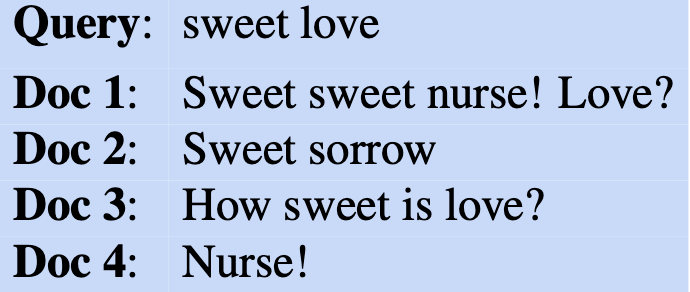 Query: sweet love
Doc 1: Sweet sweet nurse! Love?
Doc 2: Sweet sorrow
Doc 3: How sweet is love?
Doc 4: Nurse!